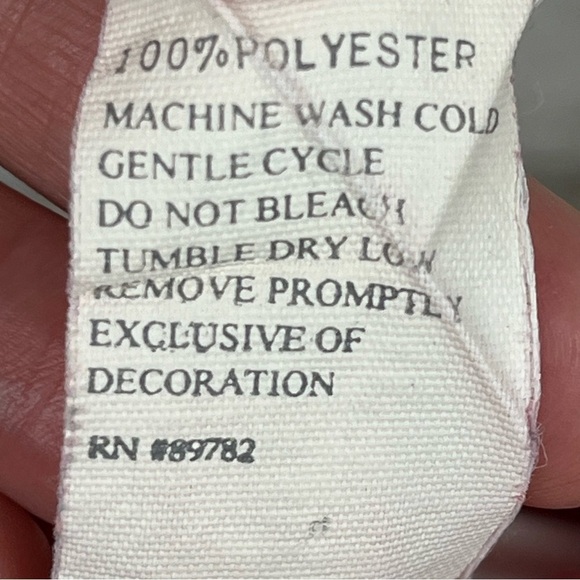 100% POLYESTER
MACHINE WASH COLD
GENTLE CYCLE
DO NOT BLEACH
TUMBLE DRY LOW
REMOVE PROMPTLY
EXCLUSIVE OF
DECORATION
RN #89782